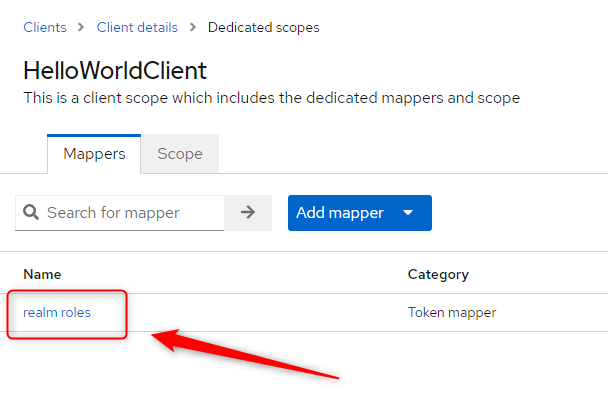 Clients > Client details > Dedicated scopes
HelloWorldClient
This is a client scope which includes the dedicated mappers and scope
Mappers Scope
Search for mapper Add mapper
Name Category
realm roles Token mapper